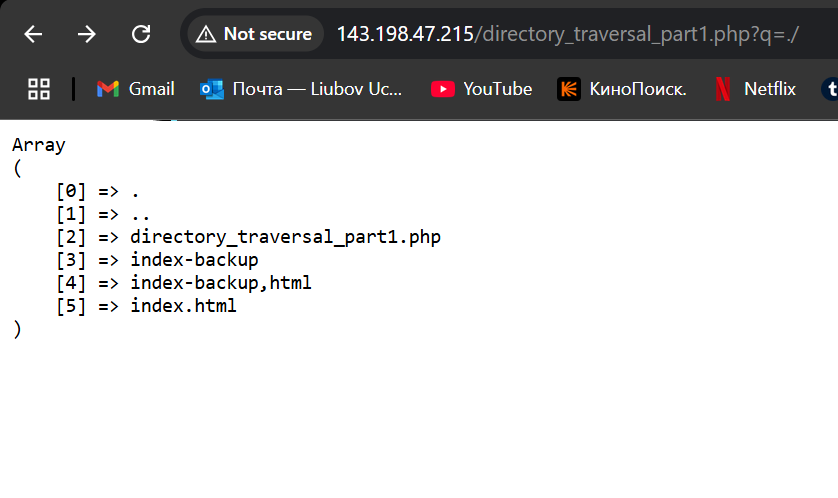 Not secure 143.198.47.215/directory_traversal_part1.php?q=./
Gmail Почта — Liubov Uc... YouTube КиноПоиск. Netflix t
Array
(
[0] => .
[1] => ..
[2] => directory_traversal_part1.php
[3] => index-backup
[4] => index-backup,html
[5] => index.html
)